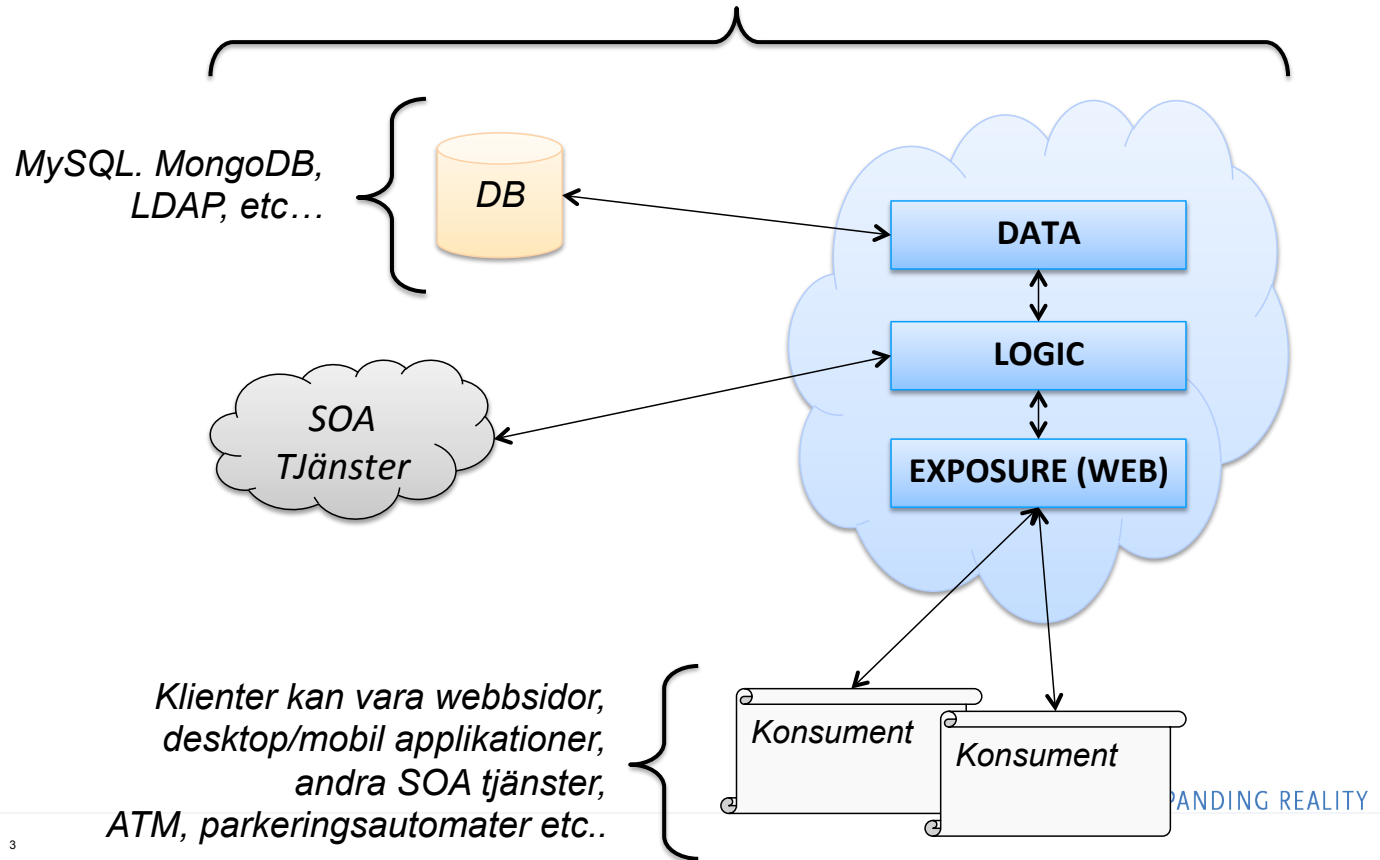 MySQL. MongoDB,
LDAP, etc…
DB
DATA
LOGIC
EXPOSURE (WEB)
SOA
TJänster
Klienter kan vara webbsidor,
desktop/mobil applikationer,
andra SOA tjänster,
ATM, parkeringsautomater etc..
Konsument
Konsument
PANDING REALITY
3